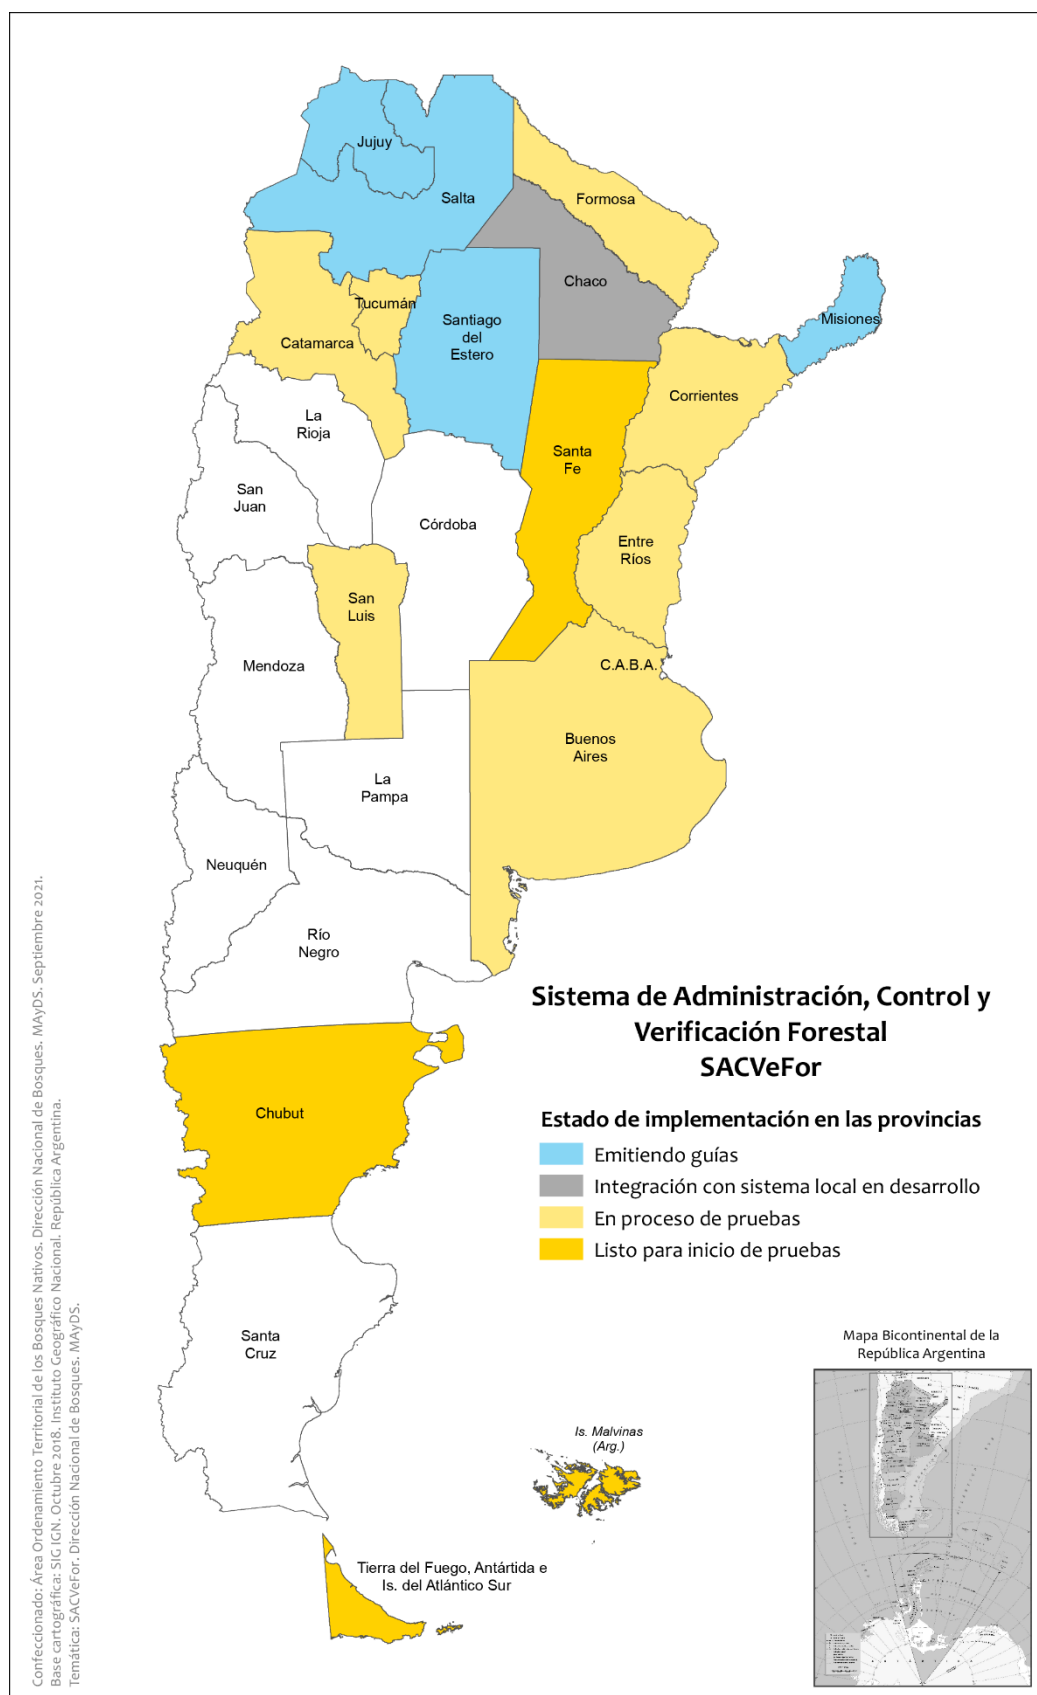 Jujuy
Salta
Formosa
Chaco
Tucumán
Santiago
del
Estero
Misiones
Catamarca
Corrientes
La
Rioja
Santa
Fe
San
Juan
Córdoba
Entre
Ríos
San
Luis
Mendoza
C.A.B.A.
Buenos
Aires
La
Pampa
Neuquén
Río
Negro
Sistema de Administración, Control y
Verificación Forestal
SACVeFor
Chubut
Estado de implementación en las provincias
Emitiendo guías
Integración con sistema local en desarrollo
En proceso de pruebas
Listo para inicio de pruebas
Santa
Cruz
Mapa Bicontinental de la
República Argentina
Is. Malvinas
(Arg.)
Tierra del Fuego, Antártida e
Is. del Atlántico Sur
Confeccionado: Área Ordenamiento Territorial de los Bosques Nativos. Dirección Nacional de Bosques. MAyDS. Septiembre 2021.
Base cartográfica: SIG IGN. Octubre 2018. Instituto Geográfico Nacional. República Argentina.
Temática: SACVeFor. Dirección Nacional de Bosques. MAyDS.